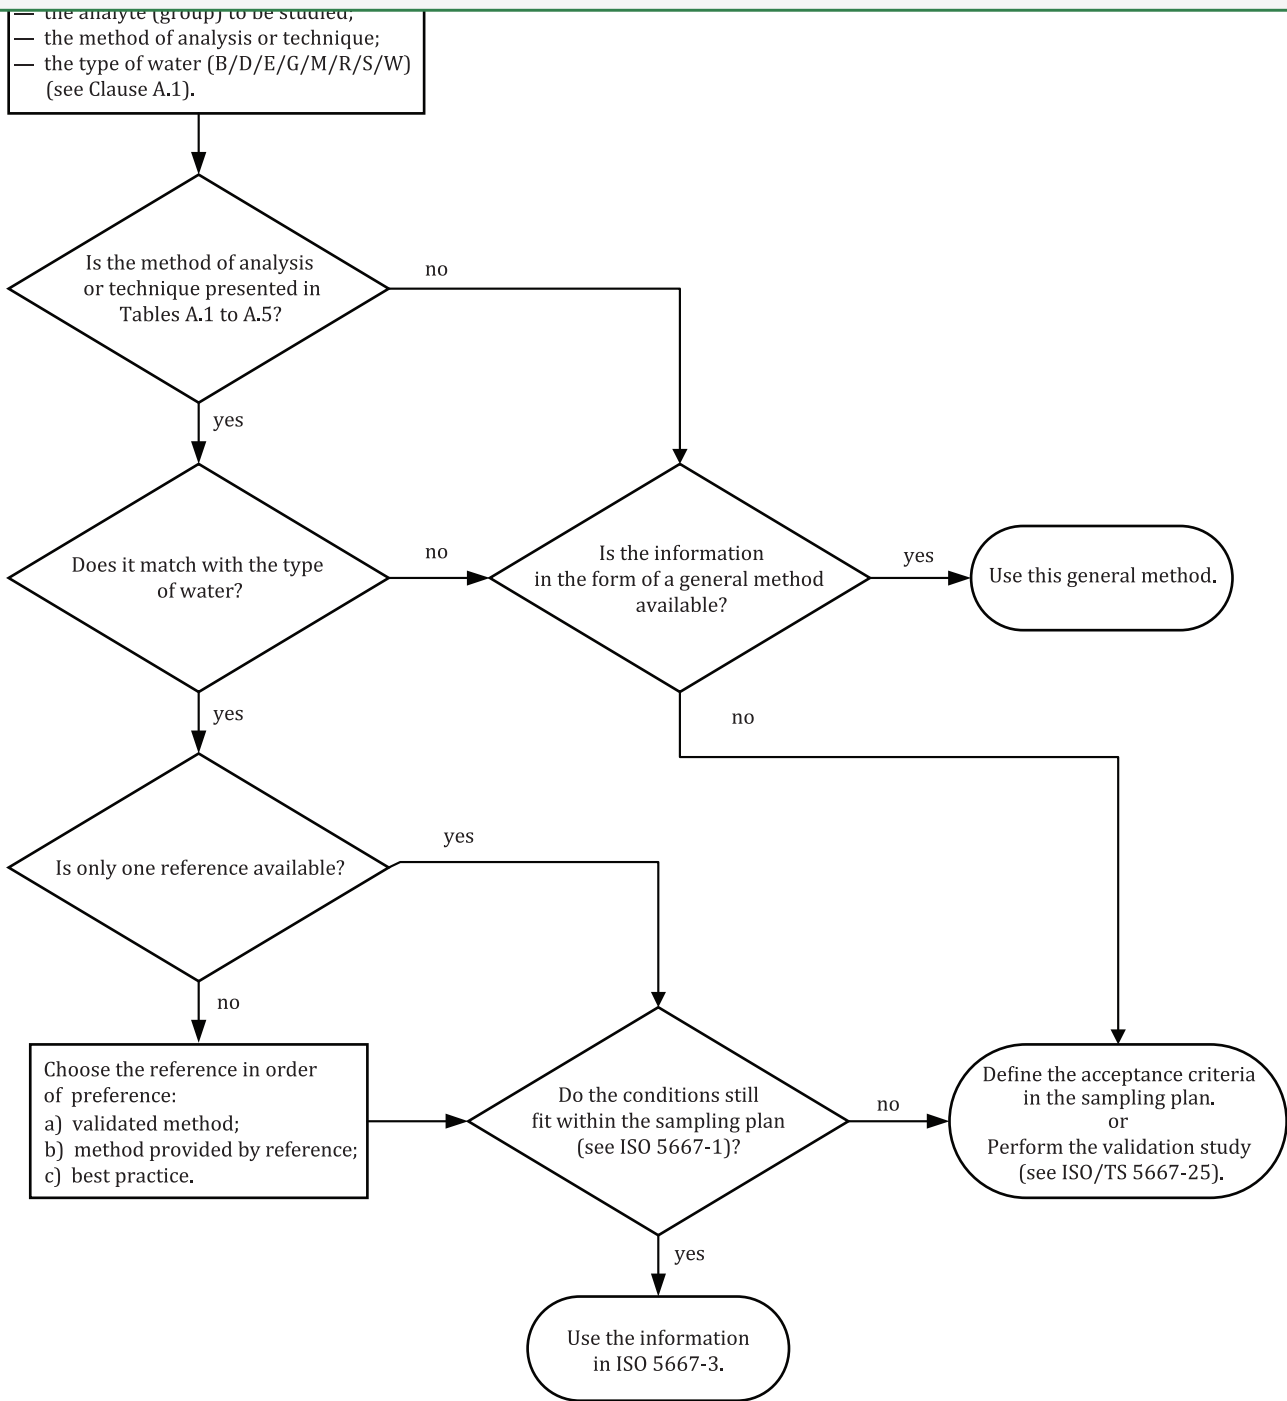 — the analyte (group) to be studied;
— the method of analysis or technique;
— the type of water (B/D/E/G/M/R/S/W)
(see Clause A.1).
Is the method of analysis
or technique presented in
Tables A.1 to A.5?
no
yes
Does it match with the type
of water?
no
Is the information
in the form of a general method
available?
yes
Use this general method.
yes
no
Is only one reference available?
yes
no
Choose the reference in order
of preference:
a) validated method;
b) method provided by reference;
c) best practice.
Do the conditions still
fit within the sampling plan
(see ISO 5667-1)?
no
Define the acceptance criteria
in the sampling plan.
or
Perform the validation study
(see ISO/TS 5667-25).
yes
Use the information
in ISO 5667-3.